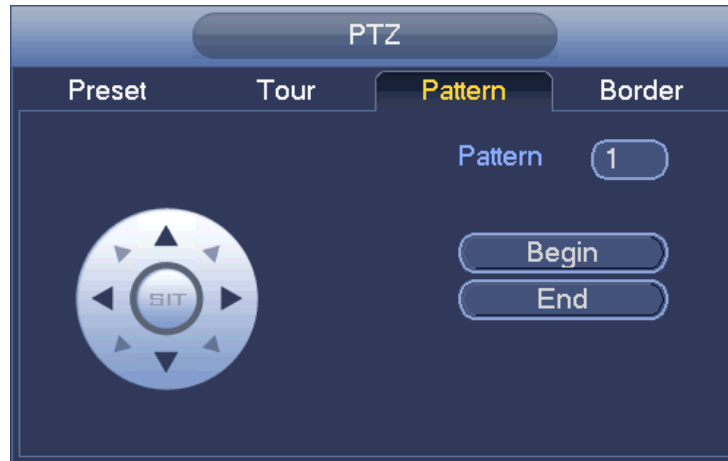 PTZ
Preset Tour Pattern Border
Pattern 1
SIT
Begin
End